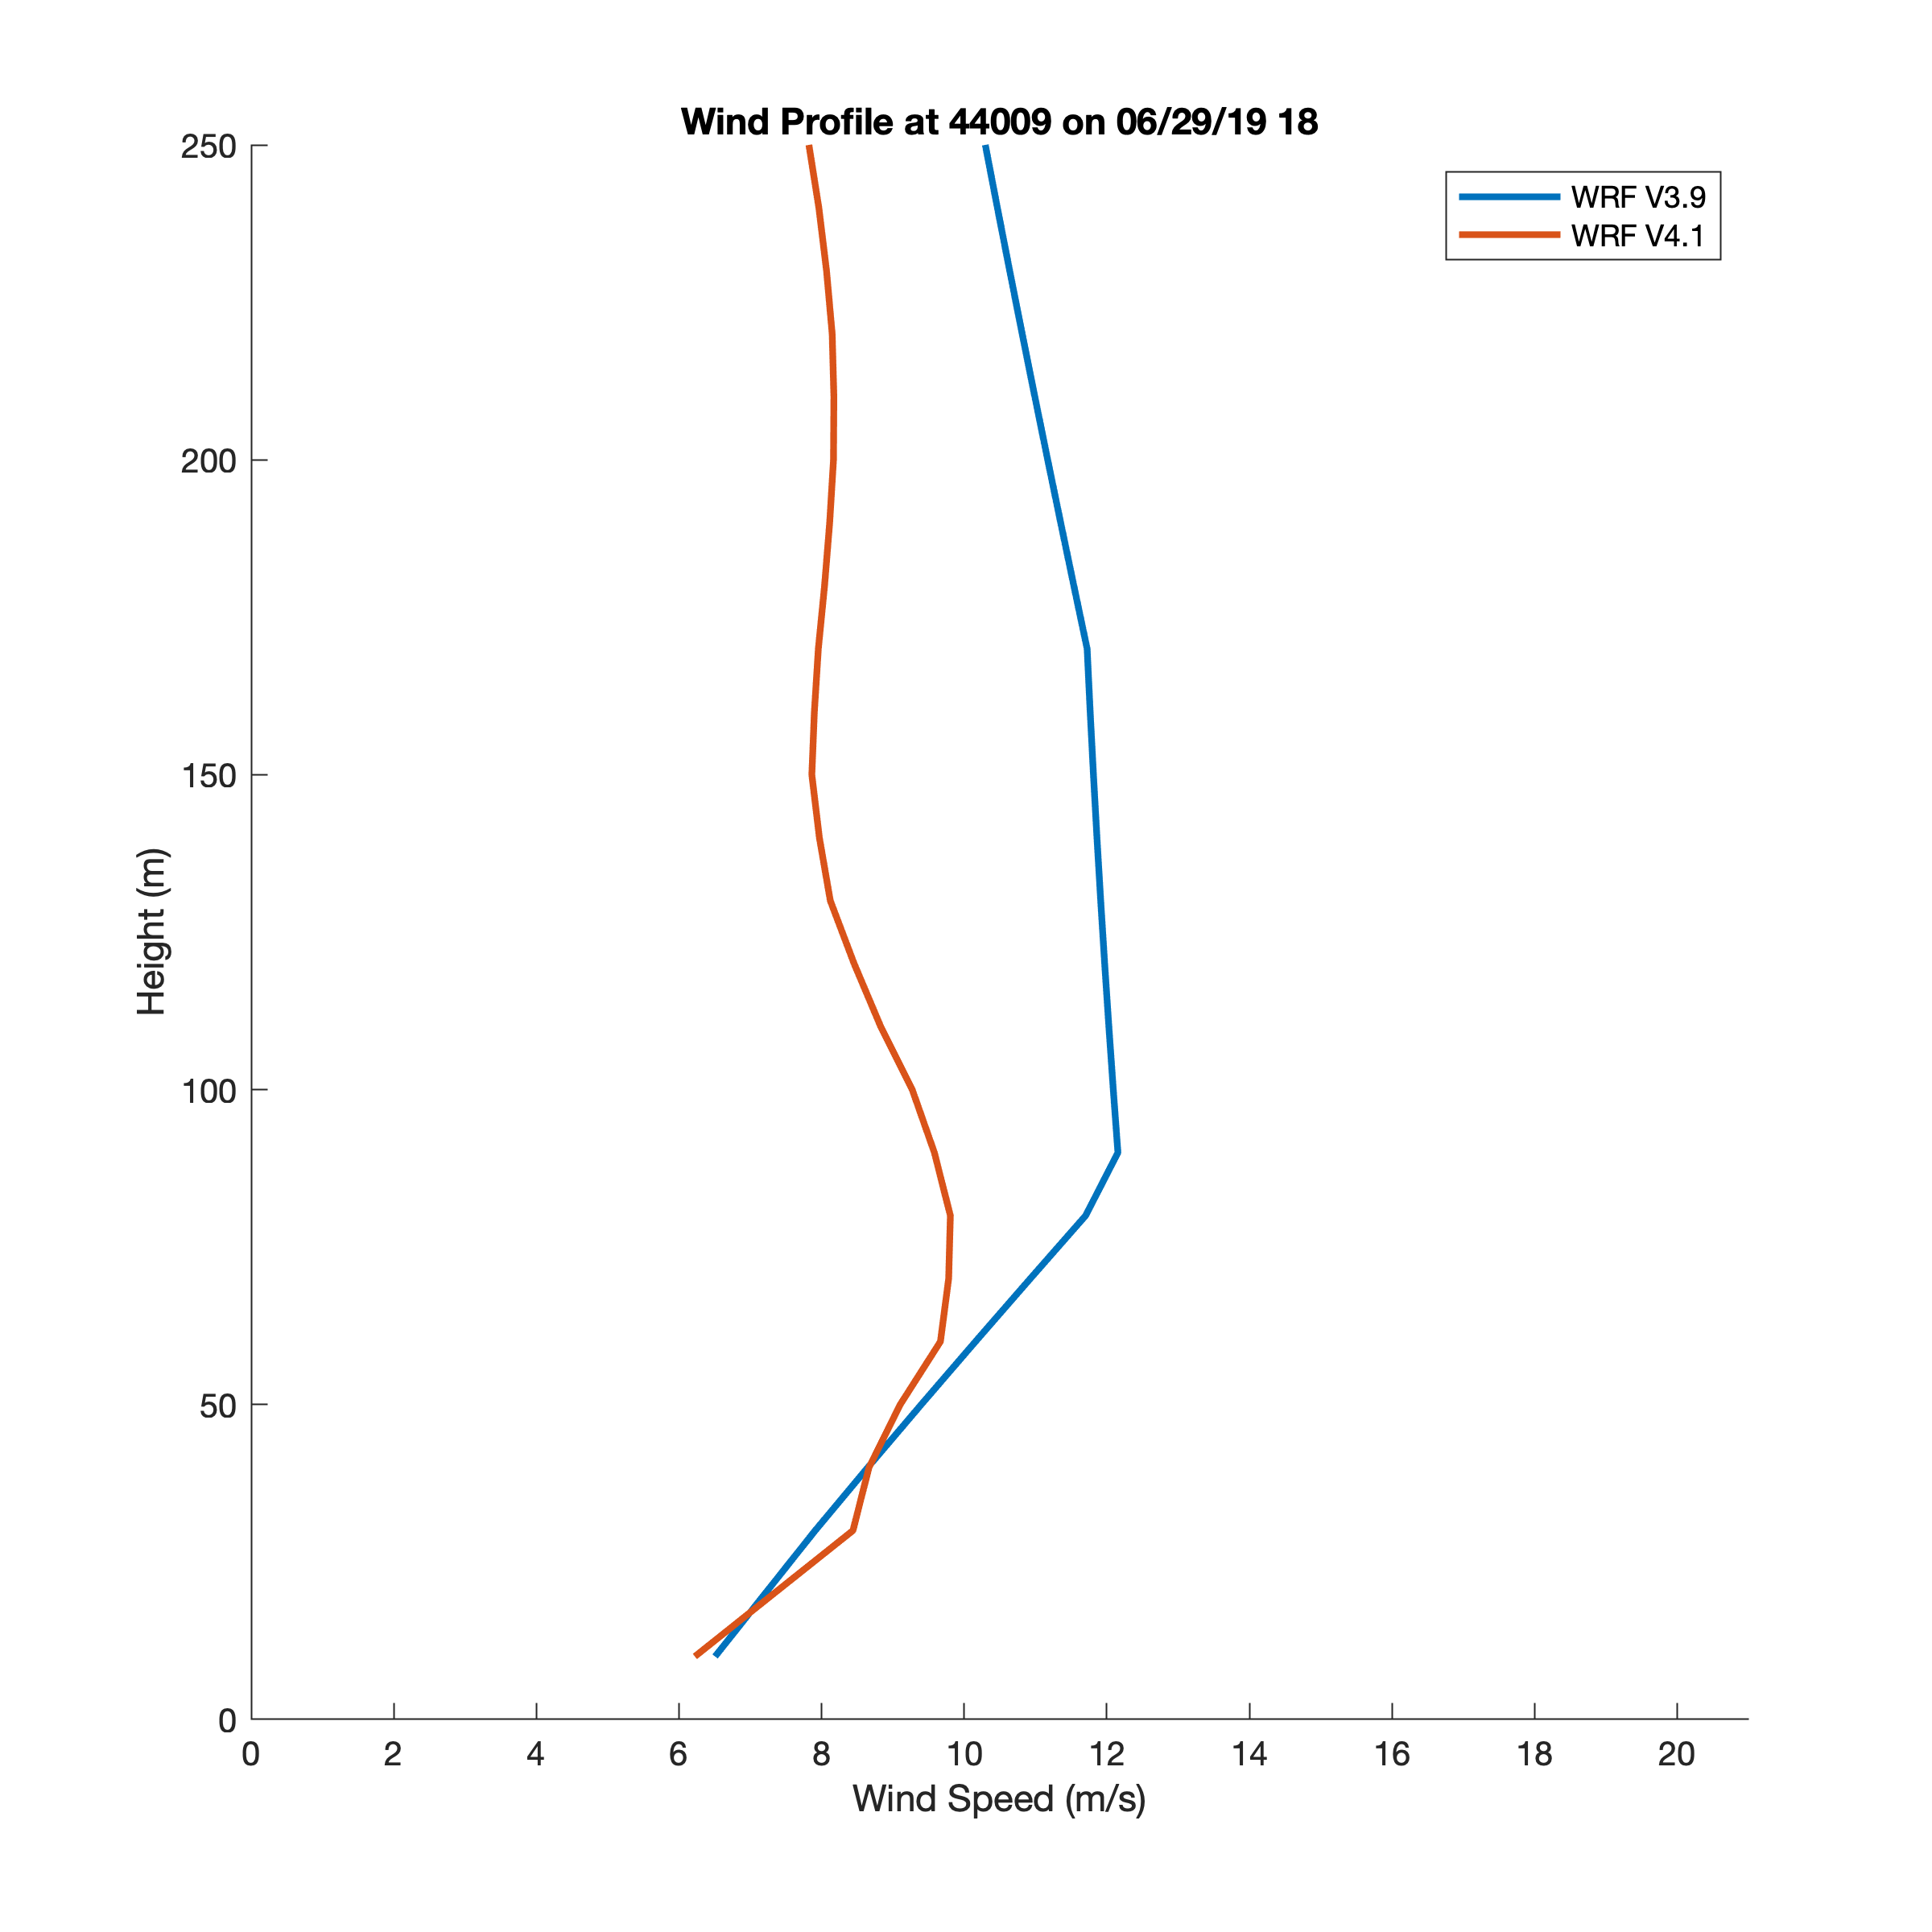 Wind Profile at 44009 on 06/29/19 18
WRF V3.9
WRF V4.1
250
200
150
100
50
0
Height (m)
0 2 4 6 8 10 12 14 16 18 20
Wind Speed (m/s)